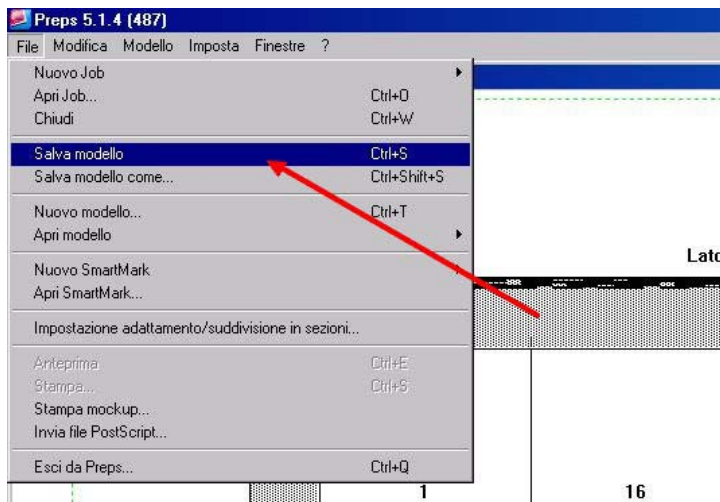 Preps 5.1.4 (487)
File Modifica Modello Imposta Finestre ?
Nuovo Job
Apri Job... Ctrl+O
Chiudi Ctrl+W
Salva modello Ctrl+S
Salva modello come... Ctrl+Shift+S
Nuovo modello... Ctrl+T
Apri modello
Lato
Nuovo SmartMark
Apri SmartMark...
Impostazione adattamento/suddivisione in sezioni...
Anteprima Ctrl+E
Stampa... Ctrl+S
Stampa mockup...
Invia file PostScript...
Esci da Preps... Ctrl+Q
1 16